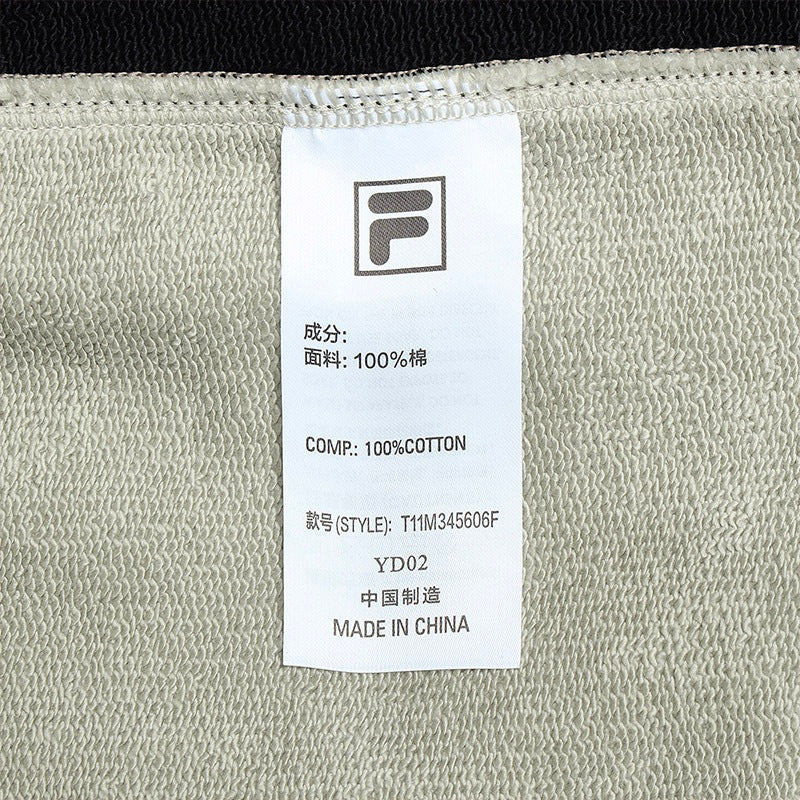 F
成分:
面料: 100%棉
COMP.: 100%COTTON
款号(STYLE): T11M345606F
YD02
中国制造
MADE IN CHINA